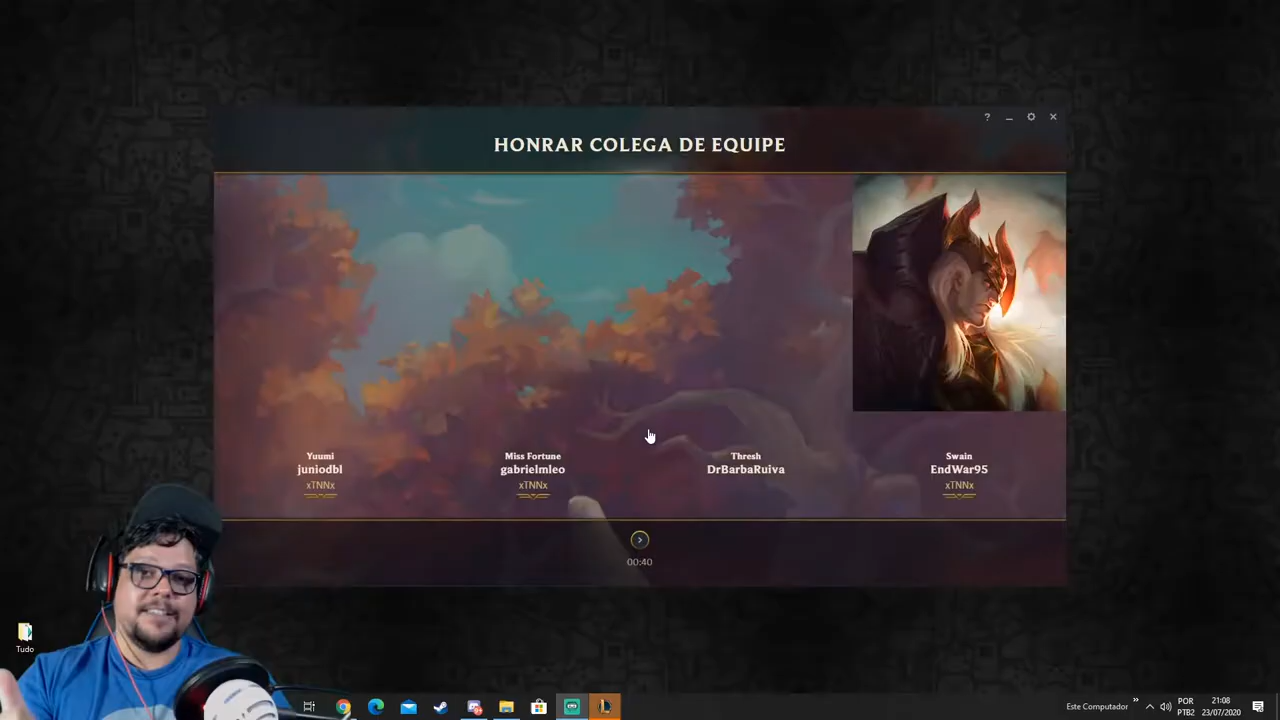 HONRAR COLEGA DE EQUIPE
Yuumi
juniodbl
xTNNx
Miss Fortune
gabrielmleo
xTNNx
Thresh
DrBarbaRuiva
Swain
EndWar95
xTNNx
00:40
Tudo
Este Computador
POR
PTB2
21:08
23/07/2020